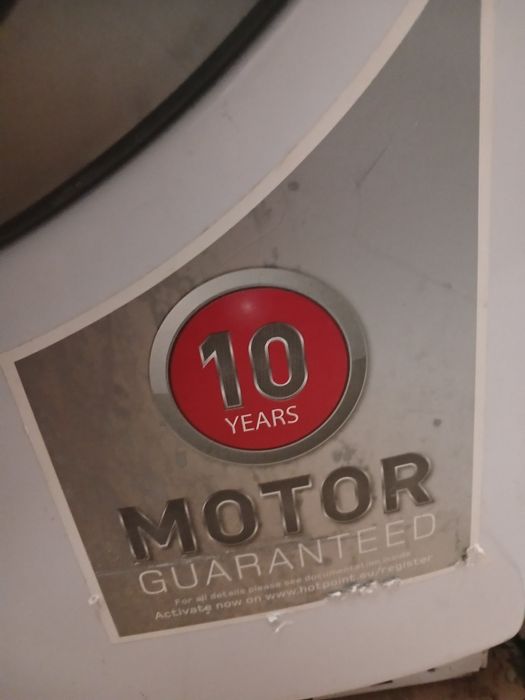 10
YEARS
MOTOR
GUARANTEED
For all details please see documentation inside
Activate now on www.hotpoint.eu/register